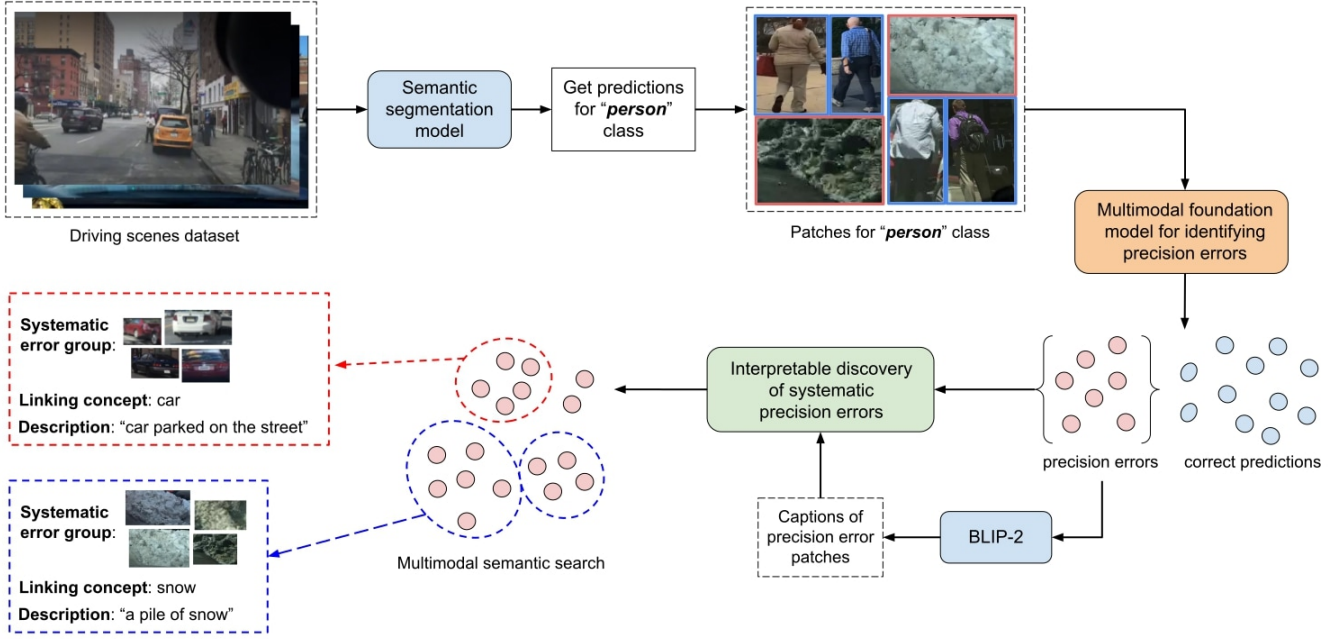 Driving scenes dataset
Semantic
segmentation
model
Get predictions
for “person”
class
Patches for “person” class
Multimodal foundation
model for identifying
precision errors
precision errors
correct predictions
Interpretable discovery
of systematic
precision errors
BLIP-2
Captions of
precision error
patches
Multimodal semantic search
Systematic
error group:
Linking concept: car
Description: “car parked on the street”
Systematic
error group:
Linking concept: snow
Description: “a pile of snow”